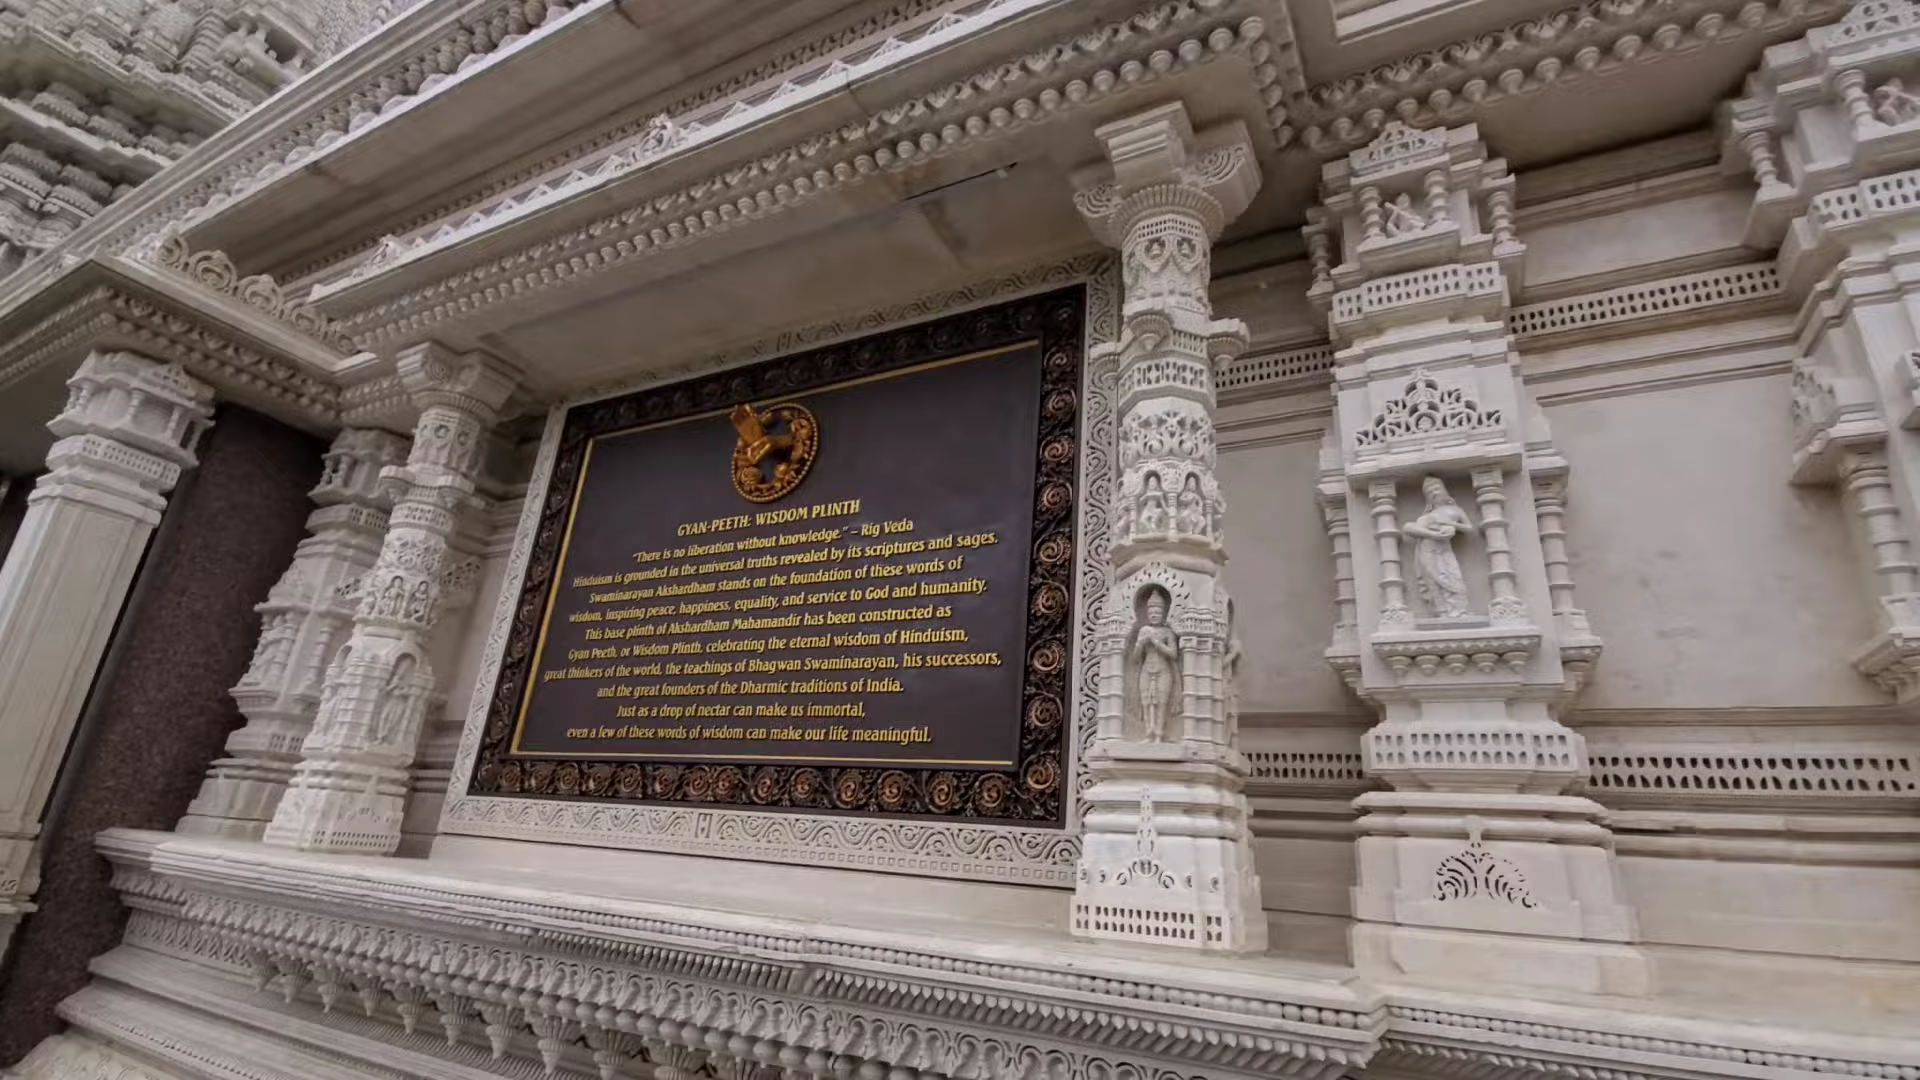 GYAN-PEETH: WISDOM PLINTH
"There is no liberation without knowledge." – Rig Veda
Hinduism is grounded in the universal truths revealed by its scriptures and sages.
Swaminarayan Akshardham stands on the foundation of these words of
wisdom, inspiring peace, happiness, equality, and service to God and humanity.
This base plinth of Akshardham Mahamandir has been constructed as
Gyan Peeth, or Wisdom Plinth, celebrating the eternal wisdom of Hinduism,
great thinkers of the world, the teachings of Bhagwan Swaminarayan, his successors,
and the great founders of the Dharmic traditions of India.
Just as a drop of nectar can make us immortal,
even a few of these words of wisdom can make our life meaningful.